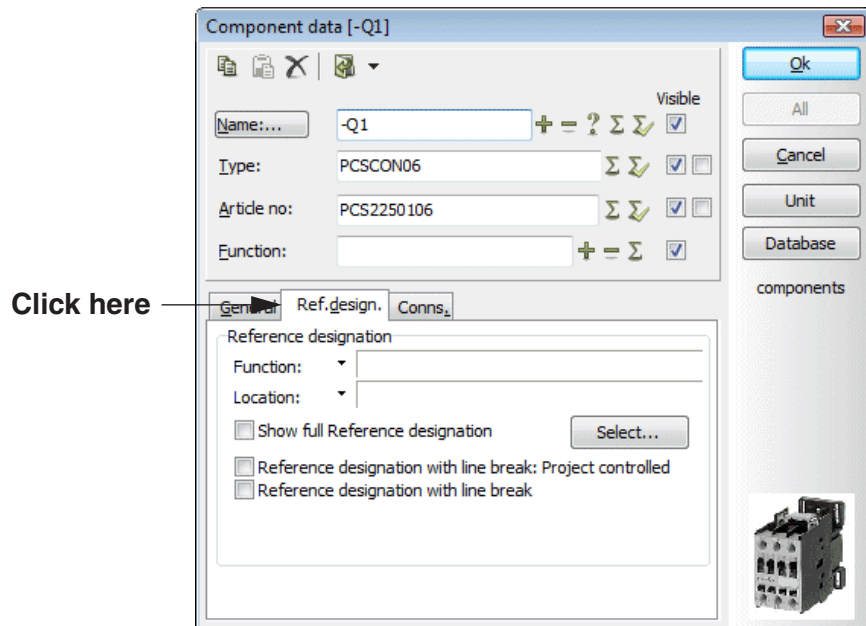 Component data [-Q1]
Ok
Visible
All
Name:... -Q1
Type: PCSCON06
Cancel
Article no: PCS2250106
Unit
Function:
Database
components
Click here
General Ref.design. Conns.
Reference designation
Function:
Location:
Show full Reference designation Select...
Reference designation with line break: Project controlled
Reference designation with line break